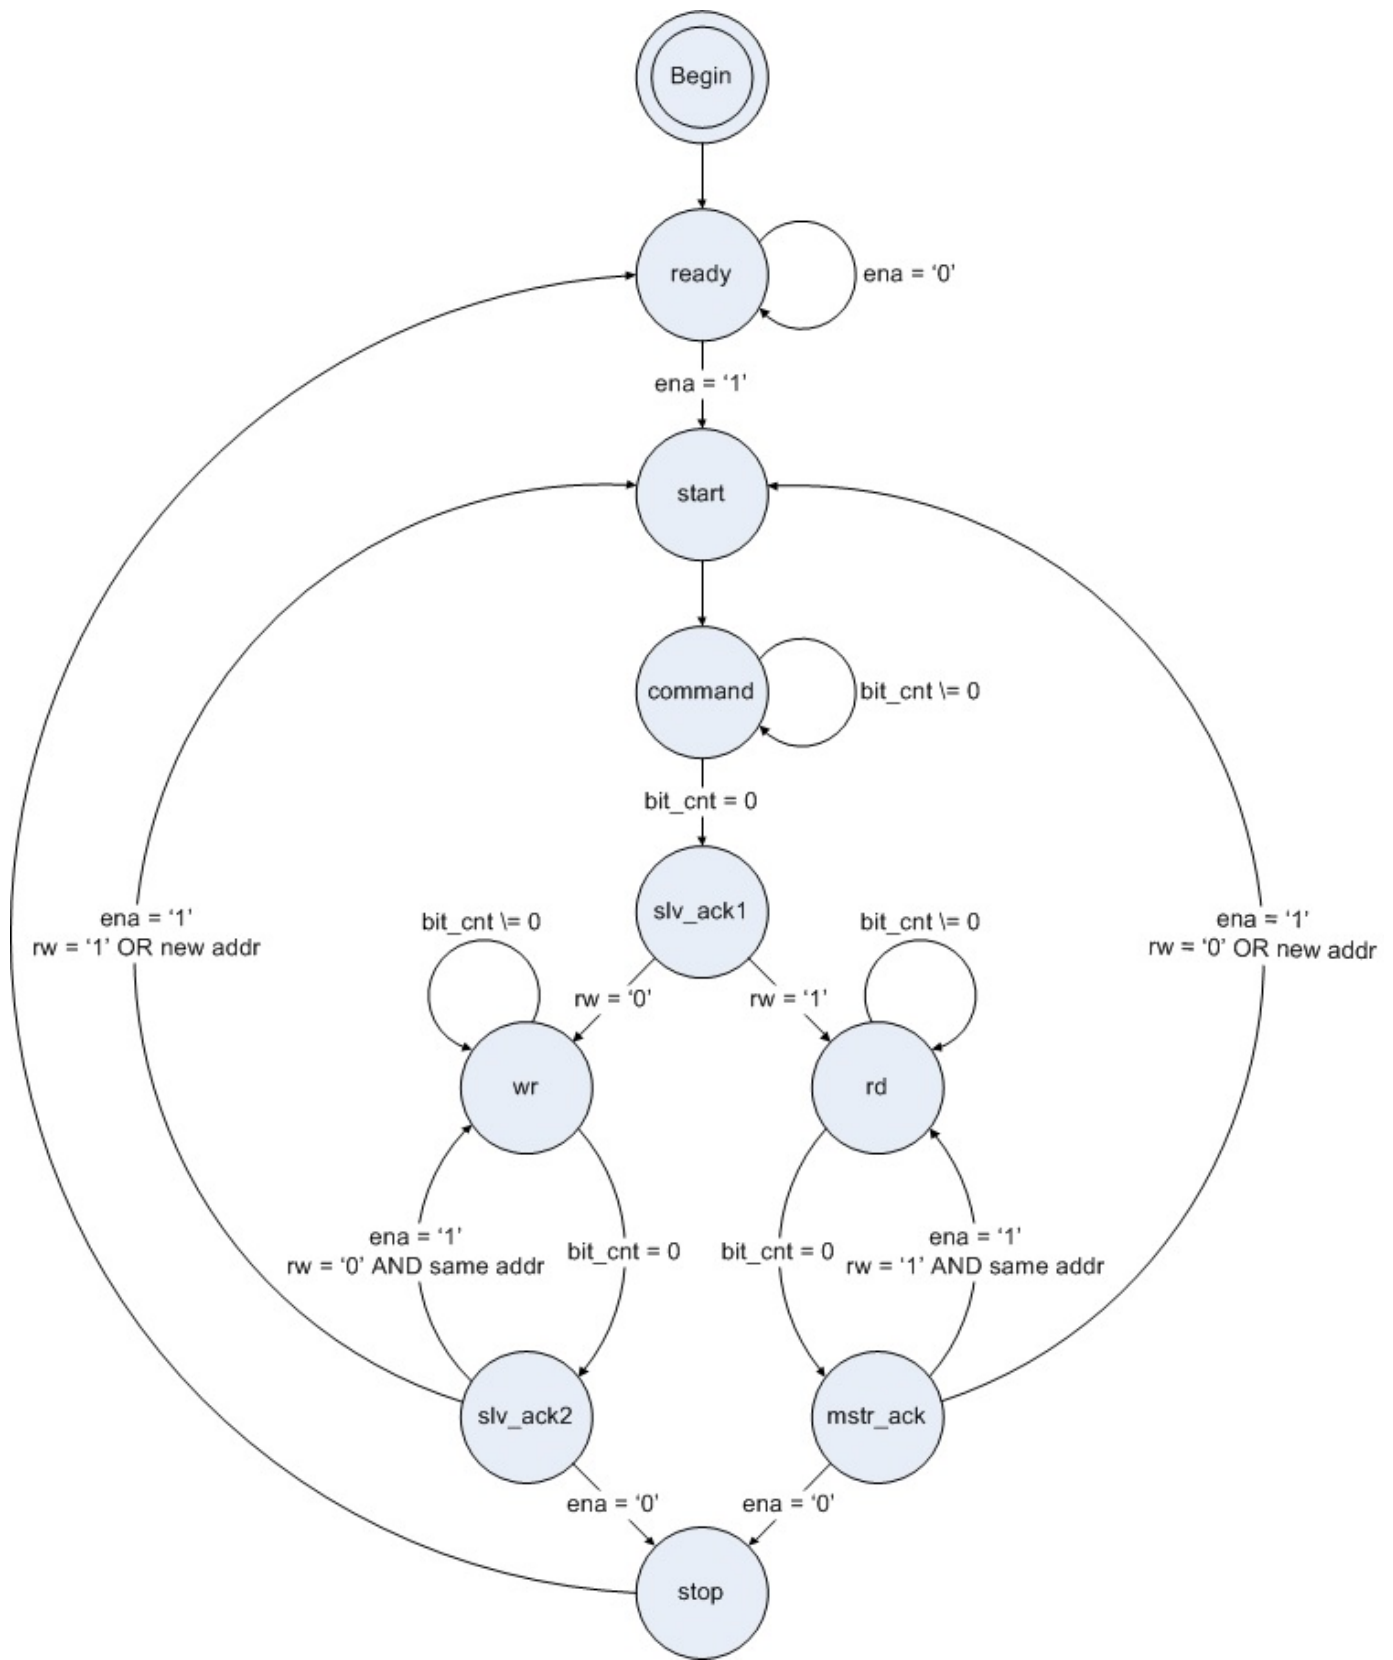 Begin
ready
ena = ‘0’
ena = ‘1’
start
command
bit_cnt \= 0
bit_cnt = 0
slv_ack1
ena = ‘1’
rw = ‘1’ OR new addr
bit_cnt \= 0
bit_cnt \= 0
ena = ‘1’
rw = ‘0’ OR new addr
rw = ‘0’
rw = ‘1’
wr
rd
ena = ‘1’
rw = ‘0’ AND same addr
bit_cnt = 0
bit_cnt = 0
ena = ‘1’
rw = ‘1’ AND same addr
slv_ack2
mstr_ack
ena = ‘0’
ena = ‘0’
stop